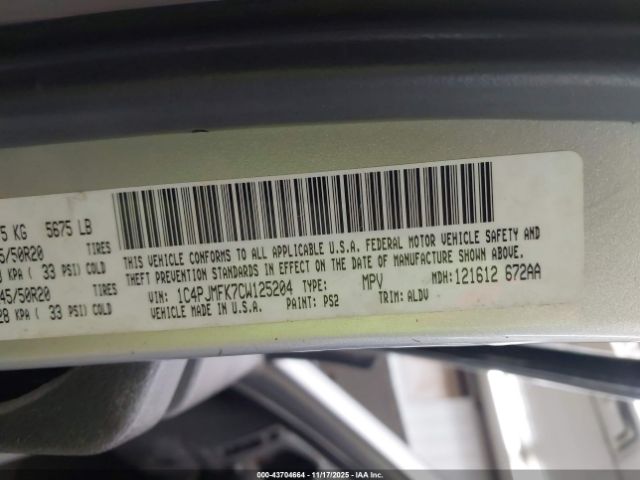 5 KG 5675 LB
5/50R20 TIRES
KPA ( 33 PSI) COLD
45/50R20 TIRES
28 KPA ( 33 PSI) COLD
THIS VEHICLE CONFORMS TO ALL APPLICABLE U.S.A. FEDERAL MOTOR VEHICLE SAFETY AND
THEFT PREVENTION STANDARDS IN EFFECT ON THE DATE OF MANUFACTURE SHOWN ABOVE.
VIN: 1C4PJMFK7CW125204 TYPE: MPV MDH: 121612 672AA
VEHICLE MADE IN U.S.A. PAINT: PS2 TRIM: ALDV
000-43704664 - 11/17/2025 - IAA Inc.